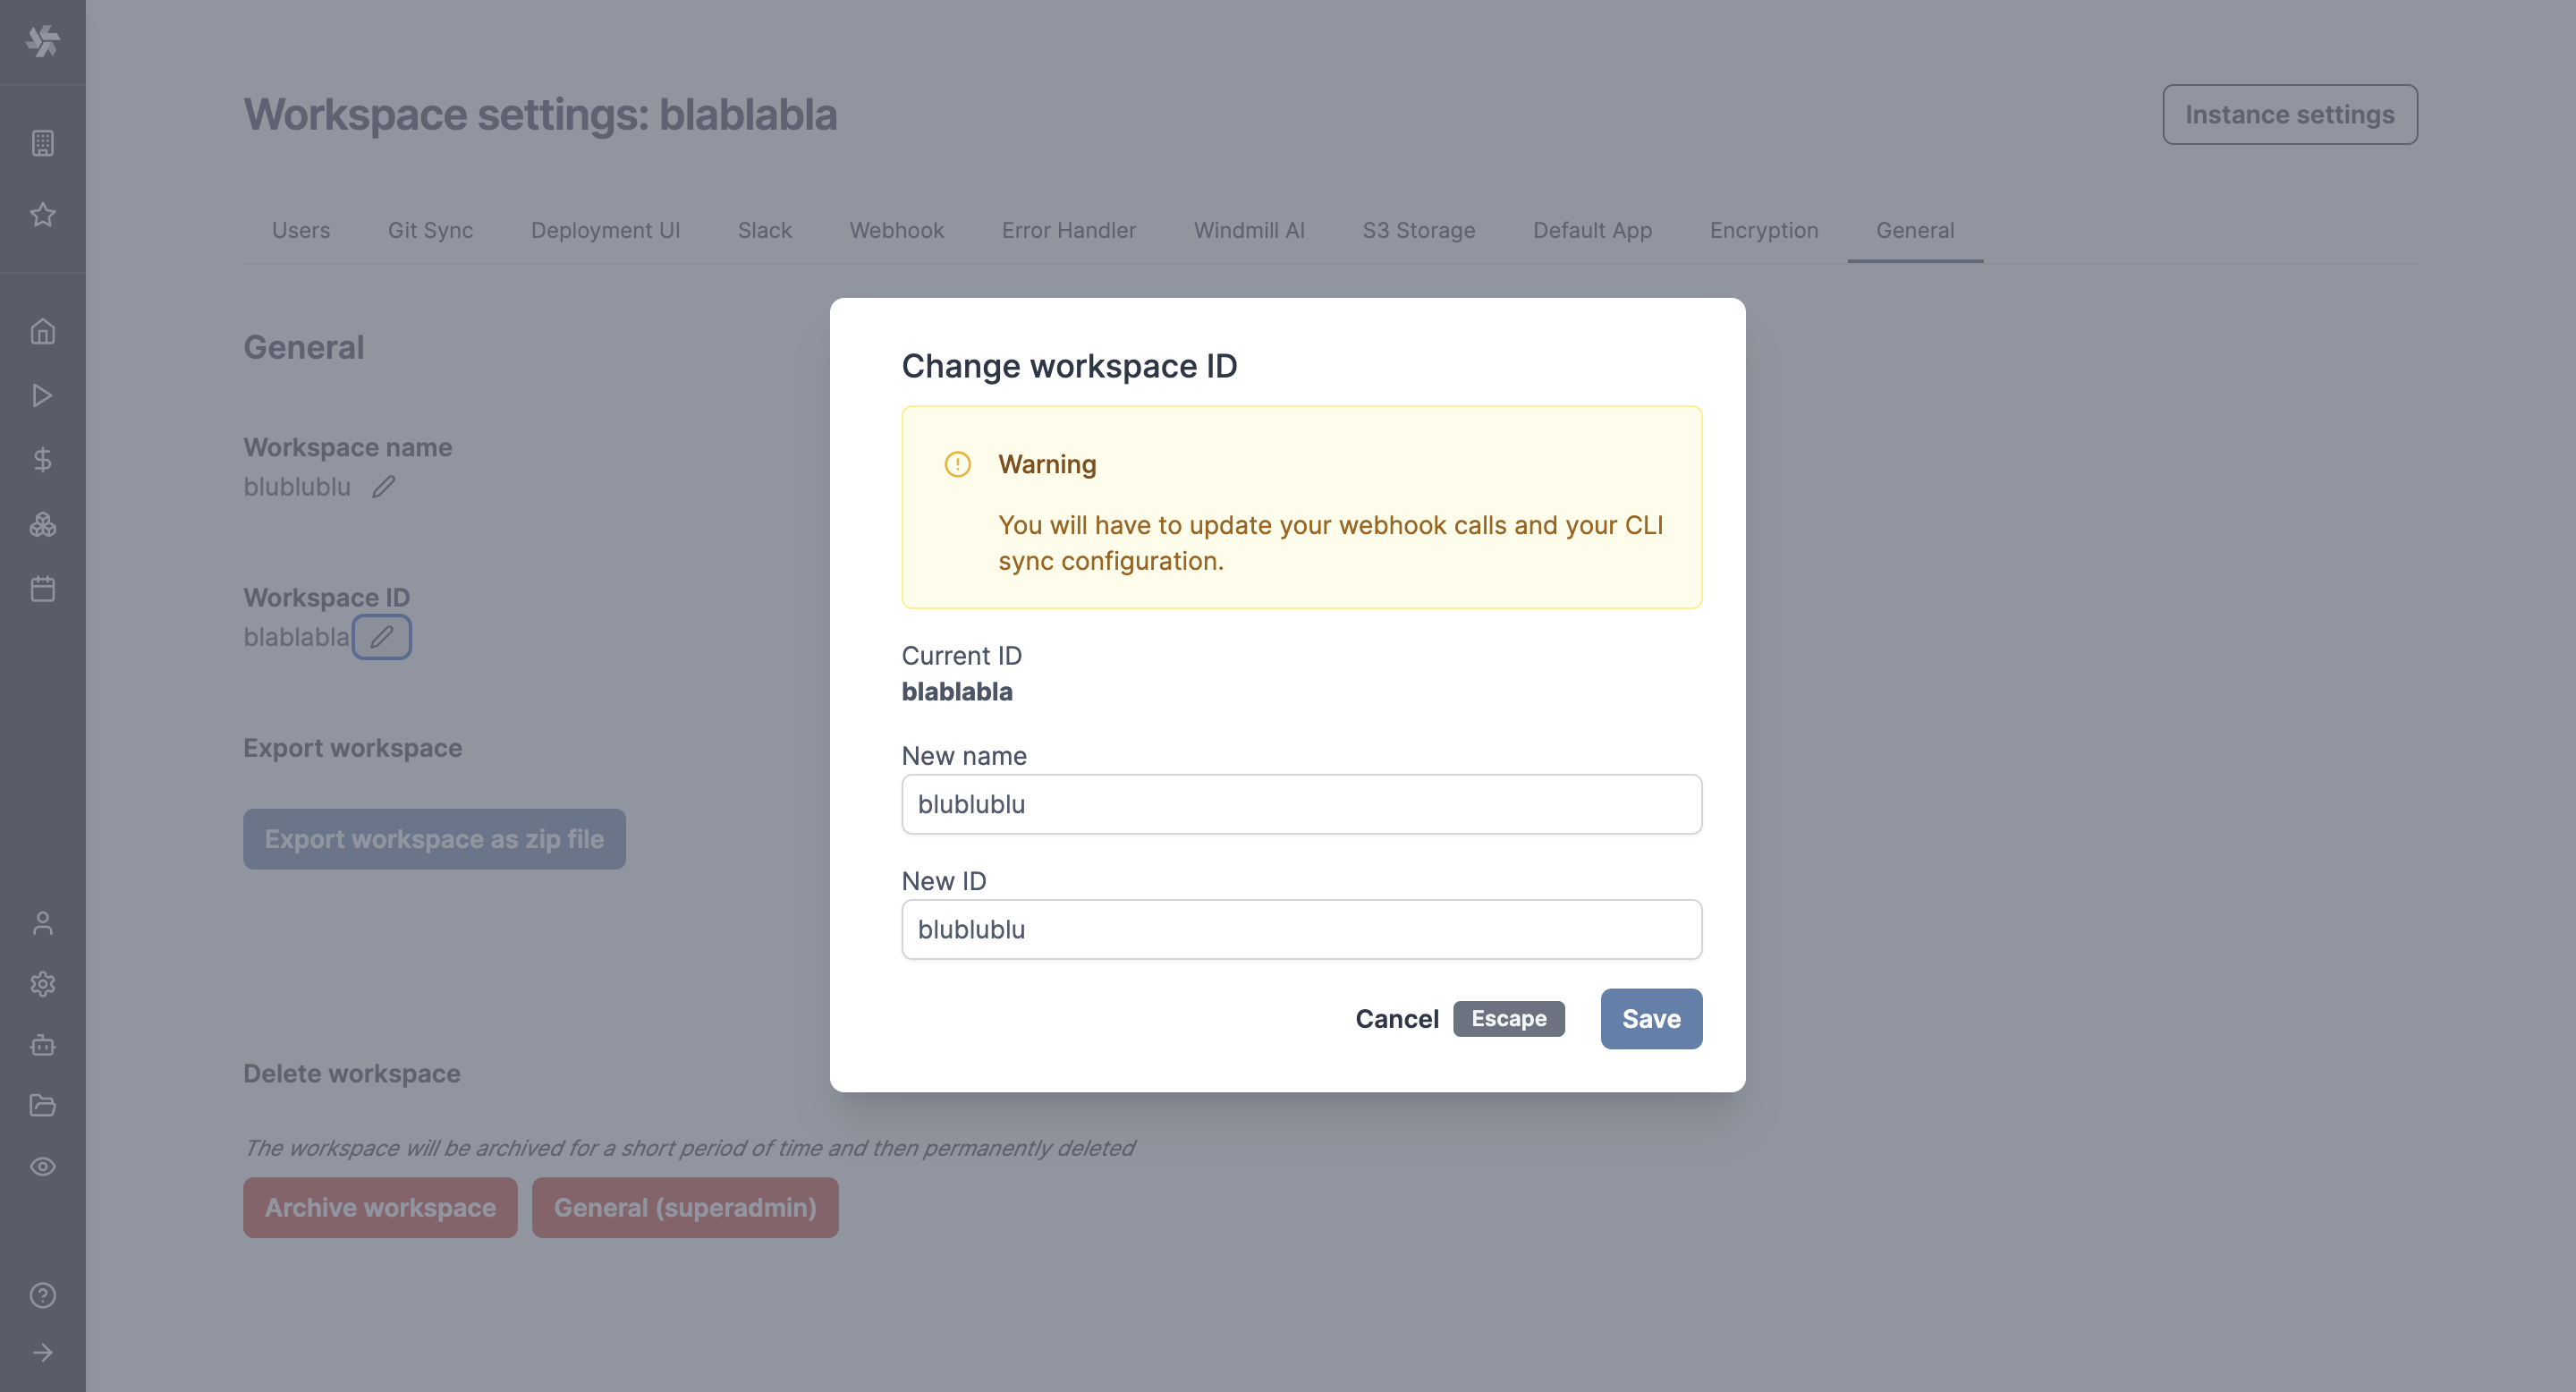 Workspace settings: blablabla
Instance settings
Users Git Sync Deployment UI Slack Webhook Error Handler Windmill AI S3 Storage Default App Encryption General
General
Workspace name
blublublu
Workspace ID
blablabla
Export workspace
Export workspace as zip file
Delete workspace
The workspace will be archived for a short period of time and then permanently deleted
Archive workspace General (superadmin)
Change workspace ID
Warning
You will have to update your webhook calls and your CLI
sync configuration.
Current ID
blablabla
New name
blublublu
New ID
blublublu
Cancel Escape Save